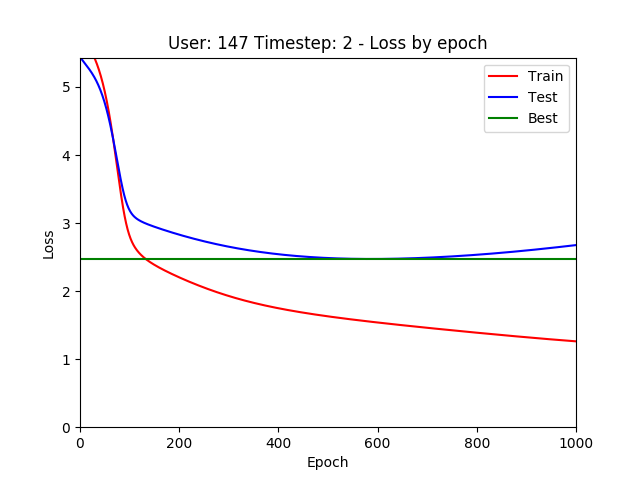 User: 147 Timestep: 2 - Loss by epoch
Train
Test
Best
5
4
3
2
1
0
Loss
0 200 400 600 800 1000
Epoch